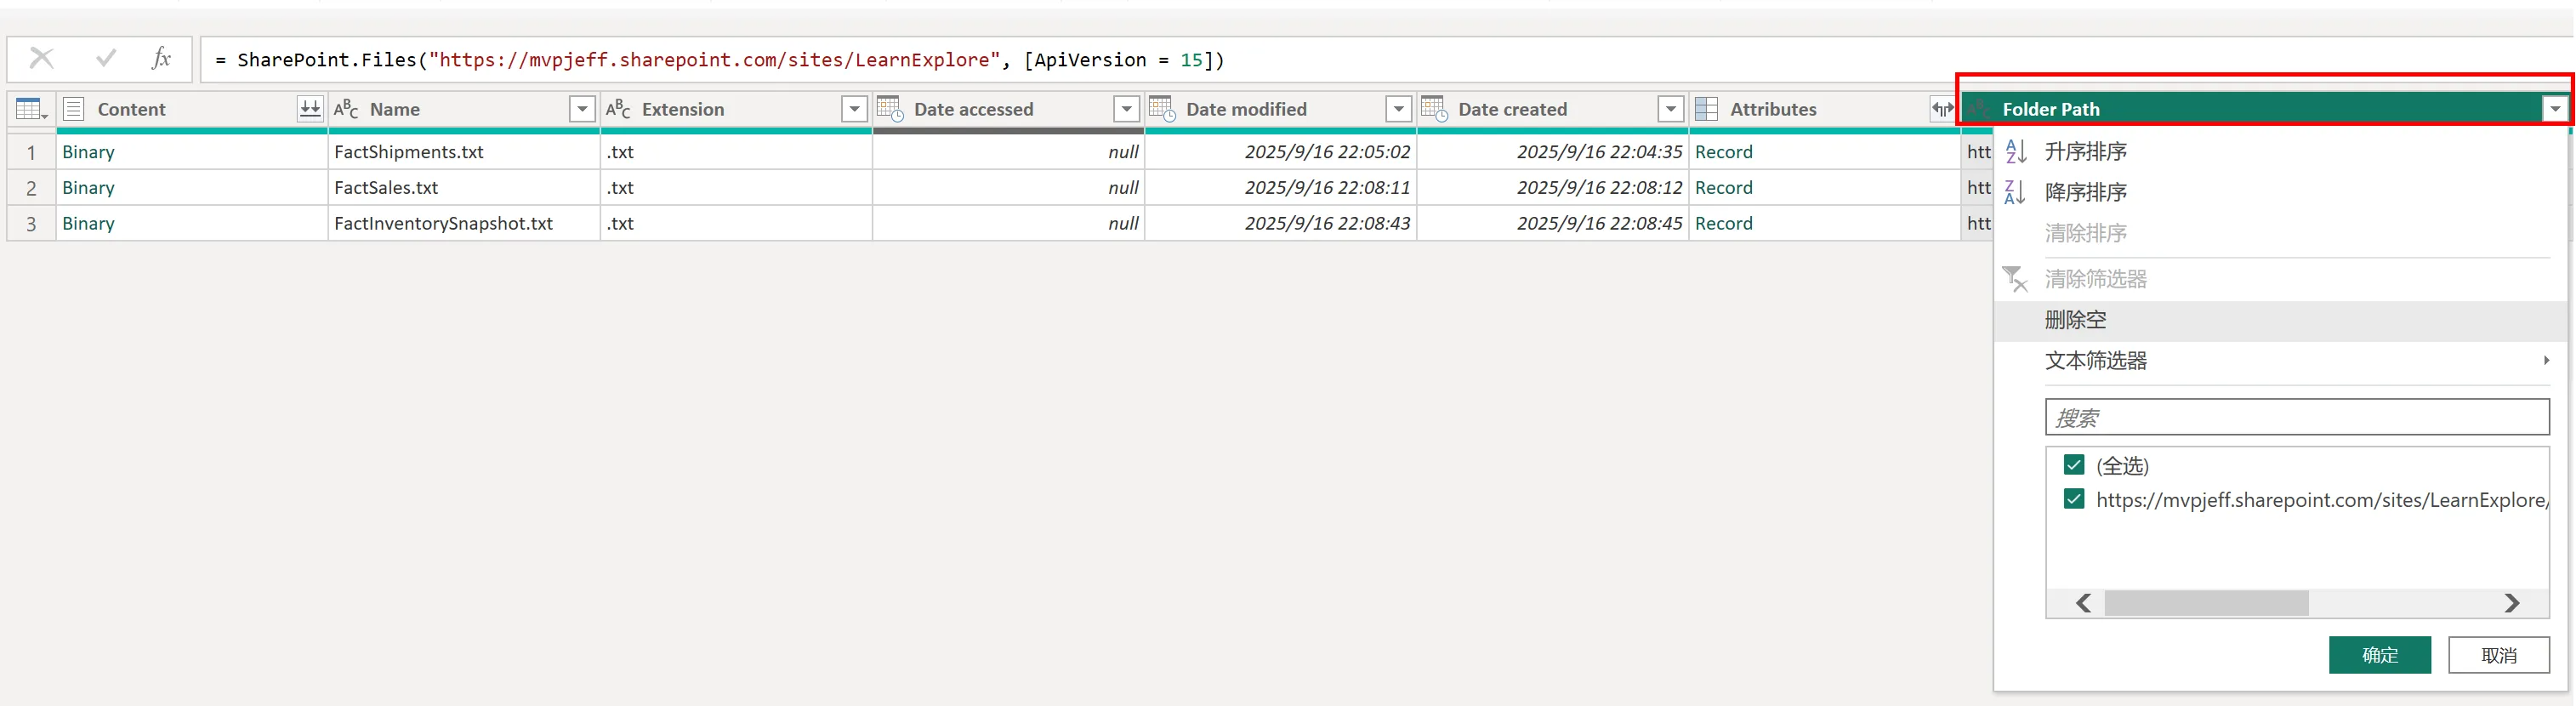 fx = SharePoint.Files("https://mvpjeff.sharepoint.com/sites/LearnExplore", [ApiVersion = 15])
Content ABC Name ABC Extension Date accessed Date modified Date created Attributes Folder Path
1 Binary FactShipments.txt .txt null 2025/9/16 22:05:02 2025/9/16 22:04:35 Record htt
2 Binary FactSales.txt .txt null 2025/9/16 22:08:11 2025/9/16 22:08:12 Record htt
3 Binary FactInventorySnapshot.txt .txt null 2025/9/16 22:08:43 2025/9/16 22:08:45 Record htt
AZ 升序排序
ZA 降序排序
清除排序
清除筛选器
删除空
文本筛选器
搜索
(全选)
https://mvpjeff.sharepoint.com/sites/LearnExplore/
确定 取消